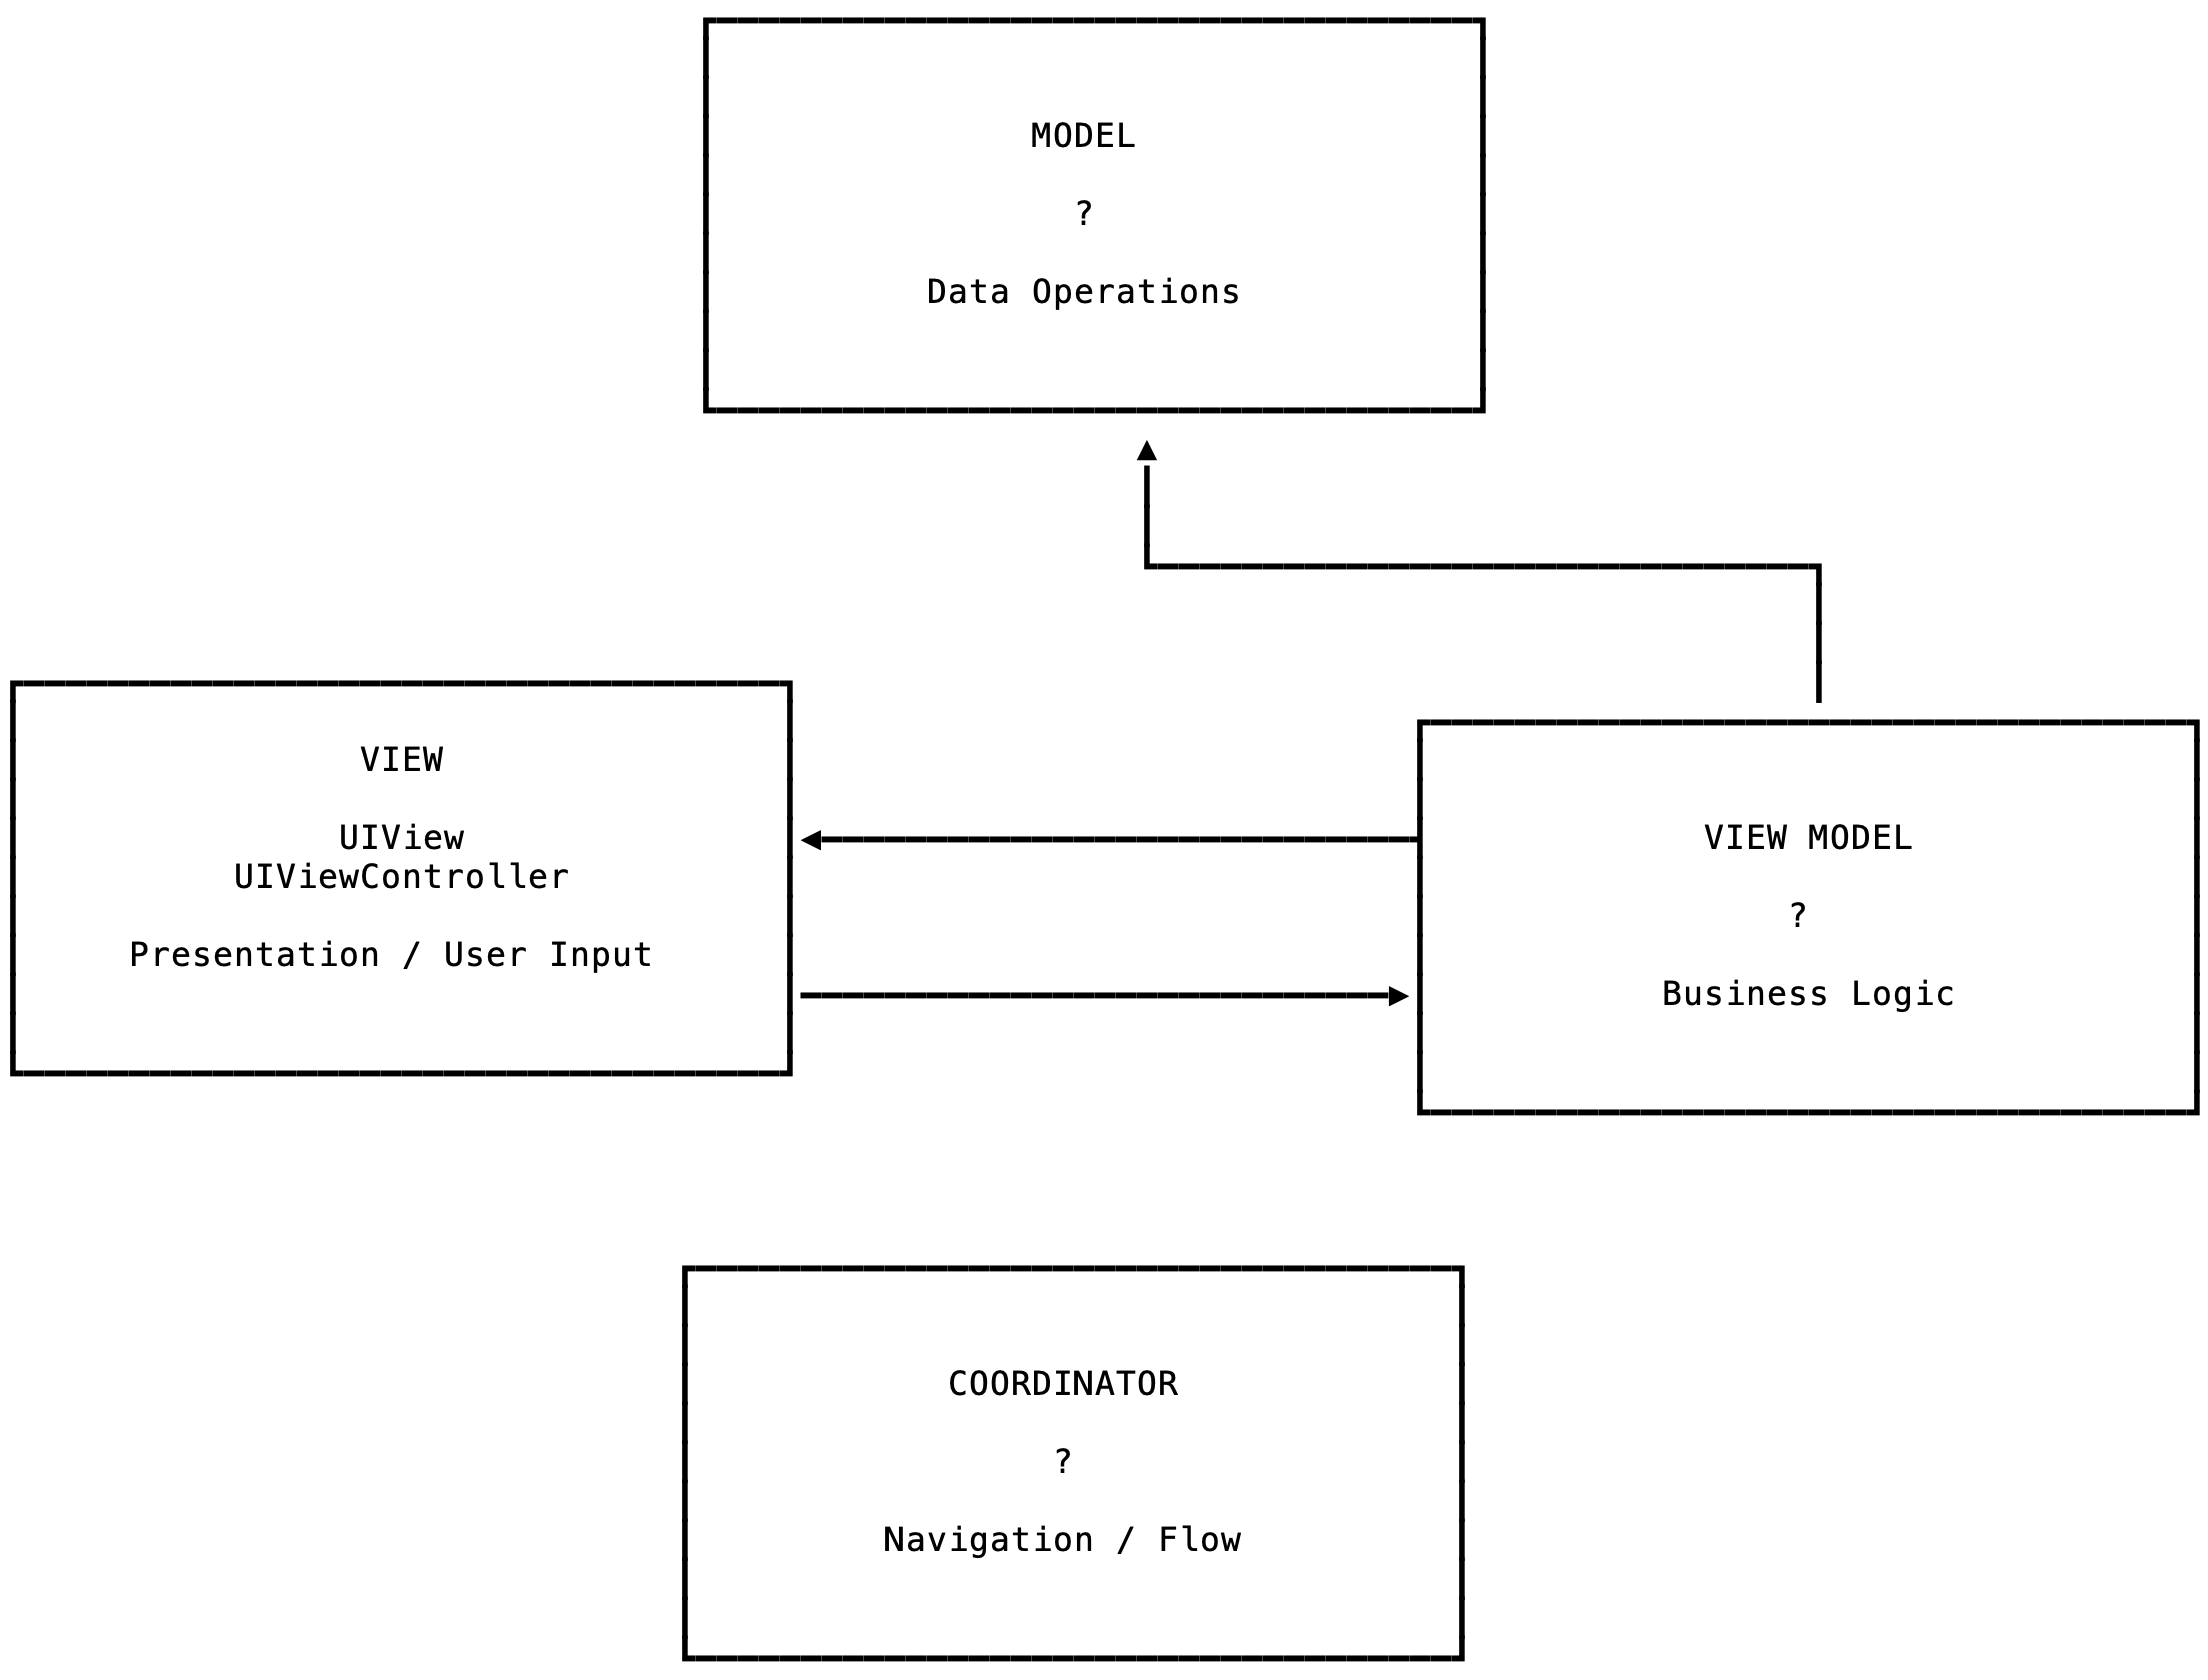 MODEL
?
Data Operations
VIEW
UIView
UIViewController
Presentation / User Input
VIEW MODEL
?
Business Logic
COORDINATOR
?
Navigation / Flow